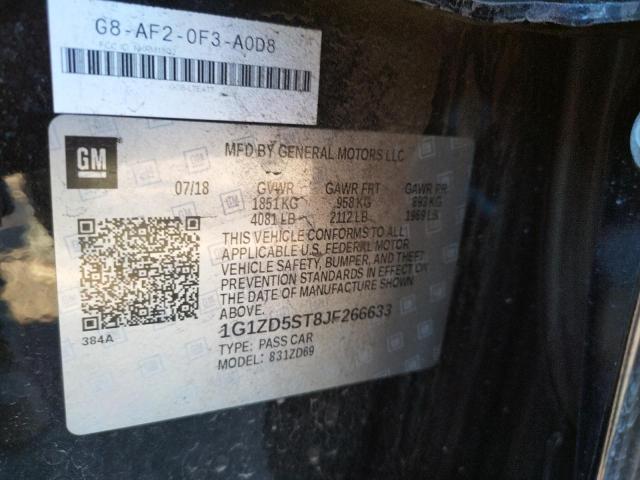 G8-AF2-0F3-A0D8
GM
MFD BY GENERAL MOTORS LLC
07/18
GVWR GAWR FRT GAWR RR
1851 KG 958 KG 893 KG
4081 LB 2112 LB 1969 LB
THIS VEHICLE CONFORMS TO ALL
APPLICABLE U.S. FEDERAL MOTOR
VEHICLE SAFETY, BUMPER, AND THEFT
PREVENTION STANDARDS IN EFFECT ON
THE DATE OF MANUFACTURE SHOWN
ABOVE.
1G1ZD5ST8JF266633
TYPE: PASS CAR
MODEL: 831ZD69
384A